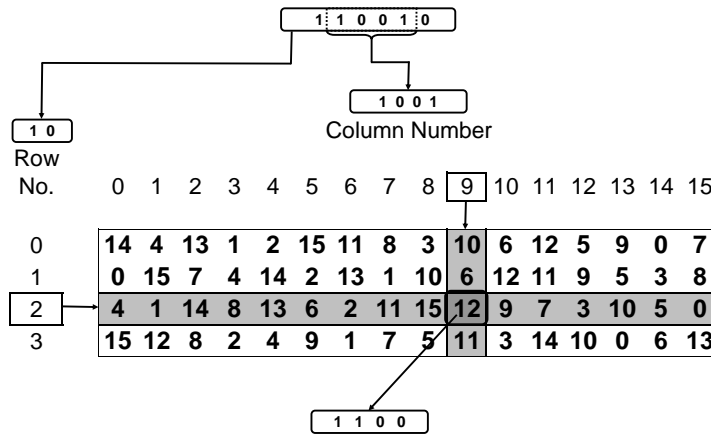 1 1 0 0 1 0
1 0 0 1
1 0
Column Number
Row
No. 0 1 2 3 4 5 6 7 8 9 10 11 12 13 14 15
0 14 4 13 1 2 15 11 8 3 10 6 12 5 9 0 7
1 0 15 7 4 14 2 13 1 10 6 12 11 9 5 3 8
2 4 1 14 8 13 6 2 11 15 12 9 7 3 10 5 0
3 15 12 8 2 4 9 1 7 5 11 3 14 10 0 6 13
1 1 0 0